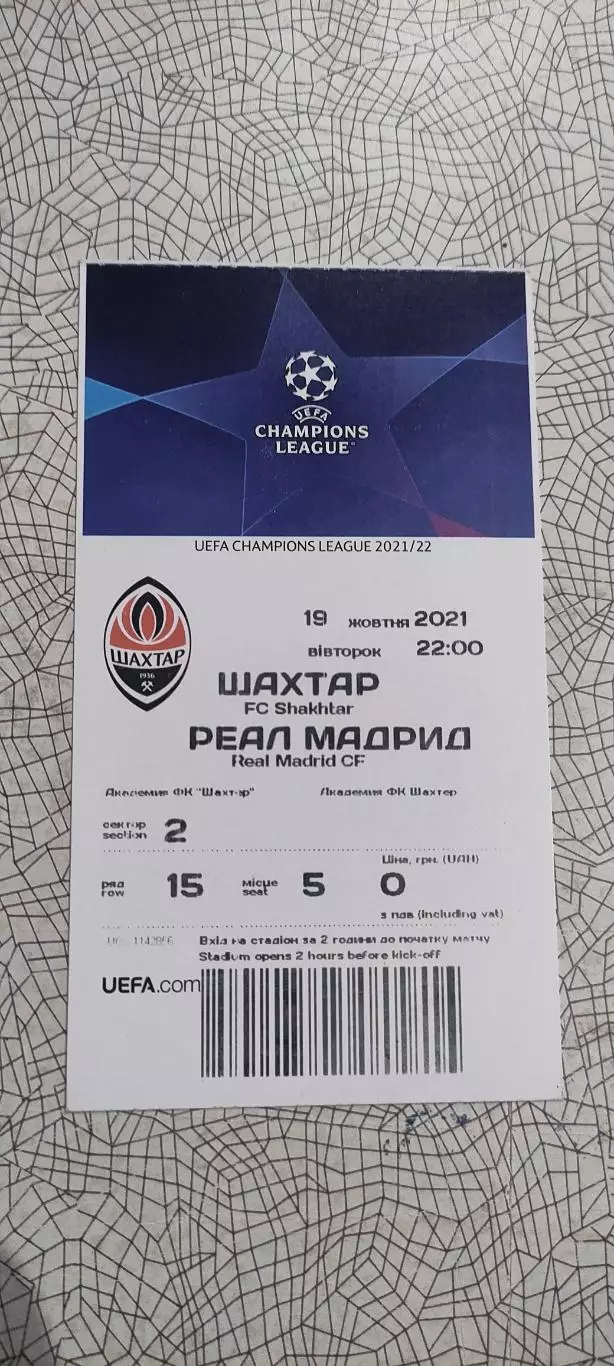 UEFA
CHAMPIONS
LEAGUE®
UEFA CHAMPIONS LEAGUE 2021/22
ШАХТАР
1936
19 жовтня 2021
вівторок 22:00
ШАХТАР
FC Shakhtar
РЕАЛ МАДРИД
Real Madrid CF
Академия ФК "Шахтар" Академия ФК Шахтер
сектор
section 2
Ціна, грн. (UAH)
ряд
row 15 місце
seat 5 0
з пдв (including vat)
Вхід на стадіон за 2 години до початку матчу
Stadium opens 2 hours before kick-off
UEFA.com